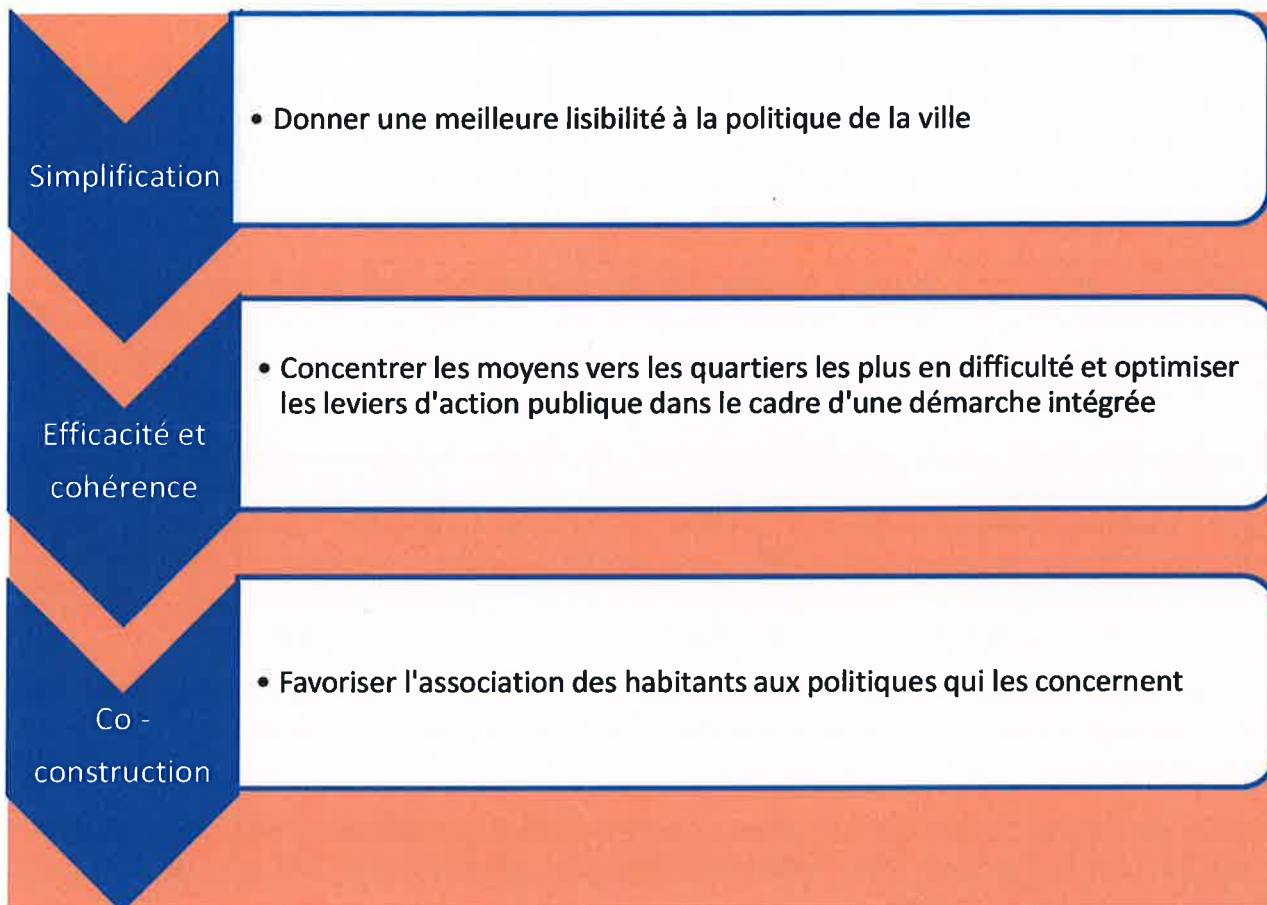 Simplification
• Donner une meilleure lisibilité à la politique de la ville
Efficacité et
cohérence
• Concentrer les moyens vers les quartiers les plus en difficulté et optimiser
les leviers d'action publique dans le cadre d'une démarche intégrée
Co -
construction
• Favoriser l'association des habitants aux politiques qui les concernent